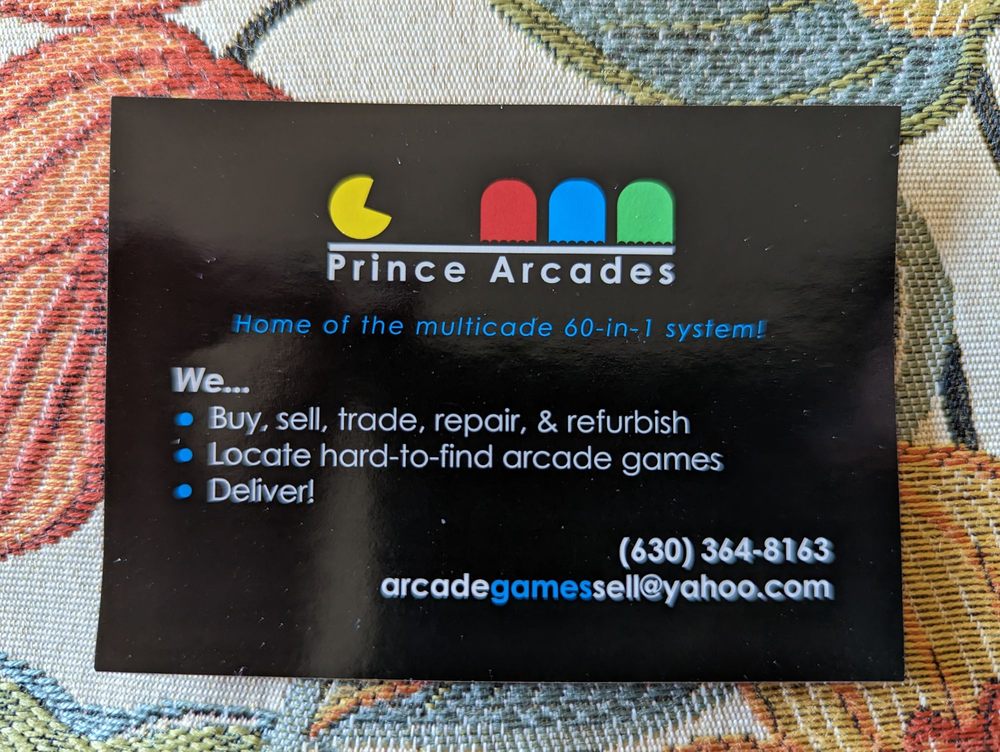 Prince Arcades
Home of the multicade 60-in-1 system!
We...
• Buy, sell, trade, repair, & refurbish
• Locate hard-to-find arcade games
• Deliver!
(630) 364-8163
arcadegamessell@yahoo.com